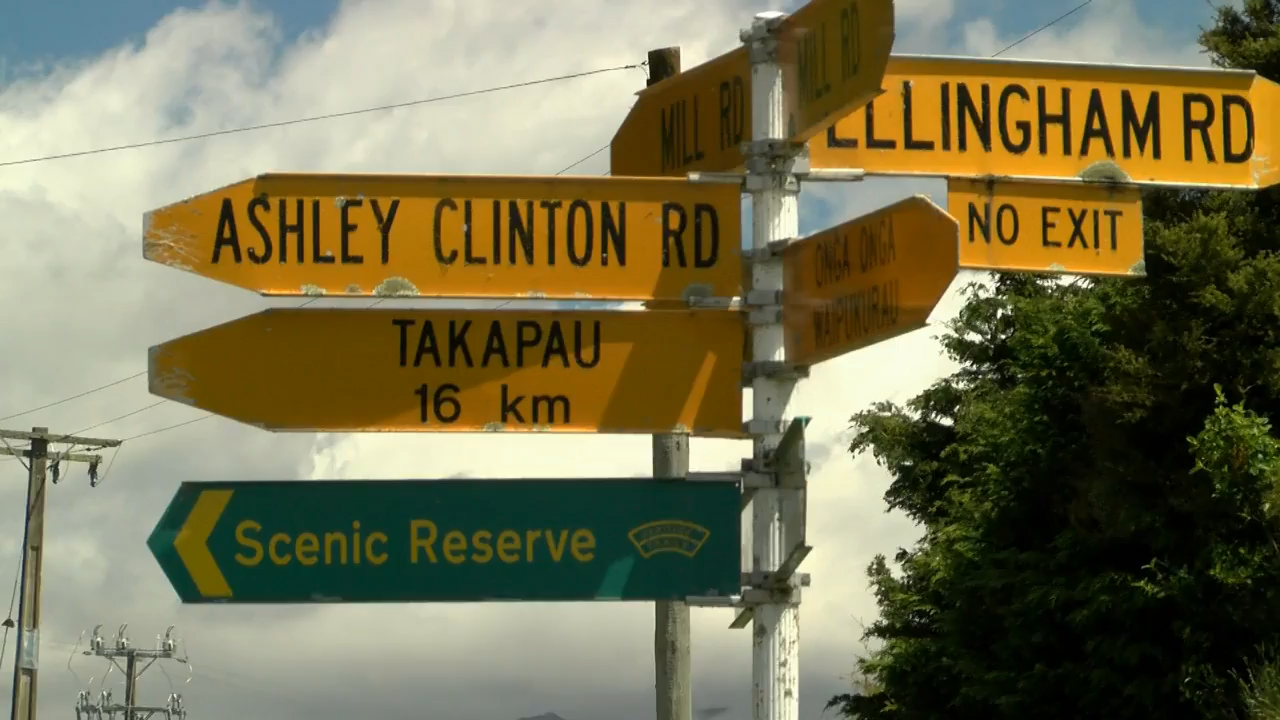 MILL RD
MILL RD
ELLINGHAM RD
NO EXIT
ASHLEY CLINTON RD
ONGA ONGA
WAIPUKURAU
TAKAPAU
16 km
Scenic Reserve